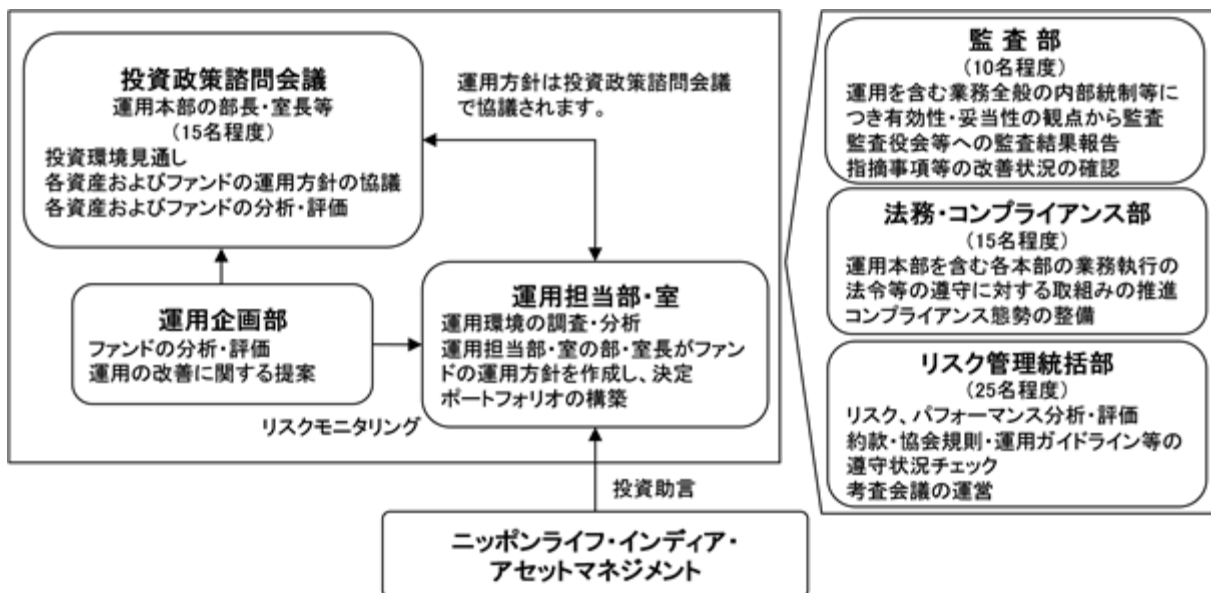 投資政策諮問会議
運用本部の部長・室長等
(15名程度)
投資環境見通し
各資産およびファンドの運用方針の協議
各資産およびファンドの分析・評価
運用方針は投資政策諮問会議
で協議されます。
運用企画部
ファンドの分析・評価
運用の改善に関する提案
運用担当部・室
運用環境の調査・分析
運用担当部・室の部・室長がファン
ドの運用方針を作成し、決定
ポートフォリオの構築
リスクモニタリング
投資助言
ニッポンライフ・インディア・
アセットマネジメント
監 査 部
(10名程度)
運用を含む業務全般の内部統制等に
つき有効性・妥当性の観点から監査
監査役会等への監査結果報告
指摘事項等の改善状況の確認
法務・コンプライアンス部
(15名程度)
運用本部を含む各本部の業務執行の
法令等の遵守に対する取組みの推進
コンプライアンス態勢の整備
リスク管理統括部
(25名程度)
リスク、パフォーマンス分析・評価
約款・協会規則・運用ガイドライン等の
遵守状況チェック
考査会議の運営